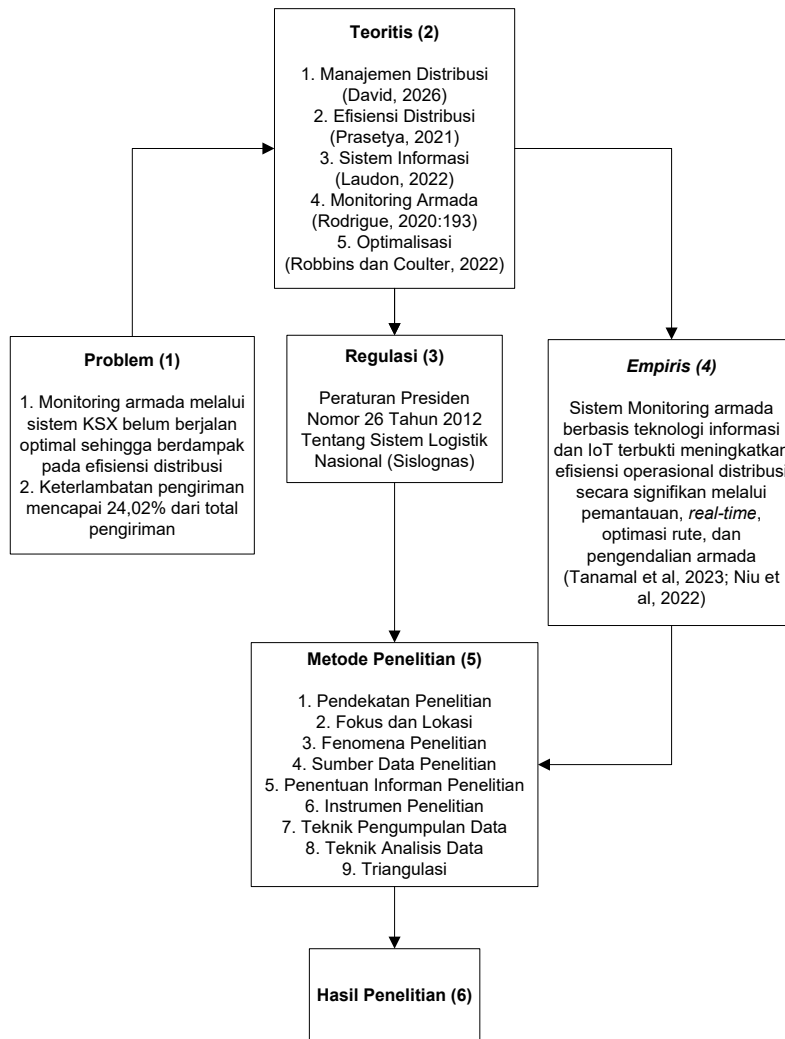 Teoritis (2)
1. Manajemen Distribusi
(David, 2026)
2. Efisiensi Distribusi
(Prasetya, 2021)
3. Sistem Informasi
(Laudon, 2022)
4. Monitoring Armada
(Rodrigue, 2020:193)
5. Optimalisasi
(Robbins dan Coulter, 2022)
Problem (1)
1. Monitoring armada melalui
sistem KSX belum berjalan
optimal sehingga berdampak
pada efisiensi distribusi
2. Keterlambatan pengiriman
mencapai 24,02% dari total
pengiriman
Regulasi (3)
Peraturan Presiden
Nomor 26 Tahun 2012
Tentang Sistem Logistik
Nasional (Sislognas)
Empiris (4)
Sistem Monitoring armada
berbasis teknologi informasi
dan IoT terbukti meningkatkan
efisiensi operasional distribusi
secara signifikan melalui
pemantauan, real-time,
optimasi rute, dan
pengendalian armada
(Tanamal et al, 2023; Niu et
al, 2022)
Metode Penelitian (5)
1. Pendekatan Penelitian
2. Fokus dan Lokasi
3. Fenomena Penelitian
4. Sumber Data Penelitian
5. Penentuan Informan Penelitian
6. Instrumen Penelitian
7. Teknik Pengumpulan Data
8. Teknik Analisis Data
9. Triangulasi
Hasil Penelitian (6)